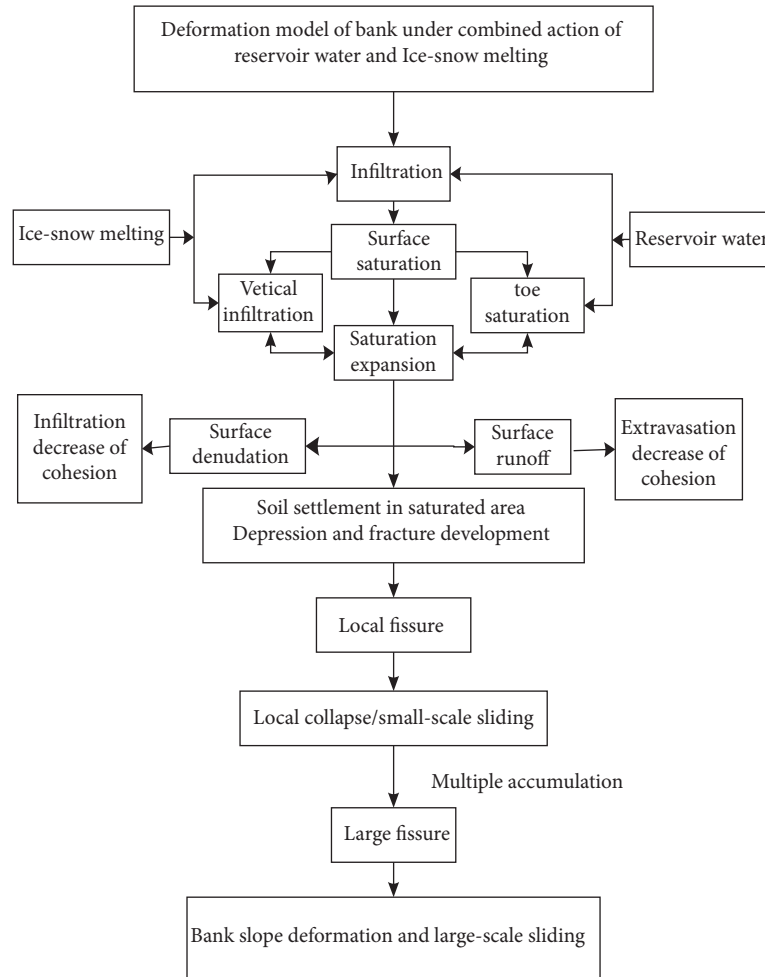 Deformation model of bank under combined action of
reservoir water and Ice-snow melting
Infiltration
Ice-snow melting
Surface
saturation
Reservoir water
Vetical
infiltration
toe
saturation
Saturation
expansion
Infiltration
decrease of
cohesion
Surface
denudation
Surface
runoff
Extravasation
decrease of
cohesion
Soil settlement in saturated area
Depression and fracture development
Local fissure
Local collapse/small-scale sliding
Multiple accumulation
Large fissure
Bank slope deformation and large-scale sliding